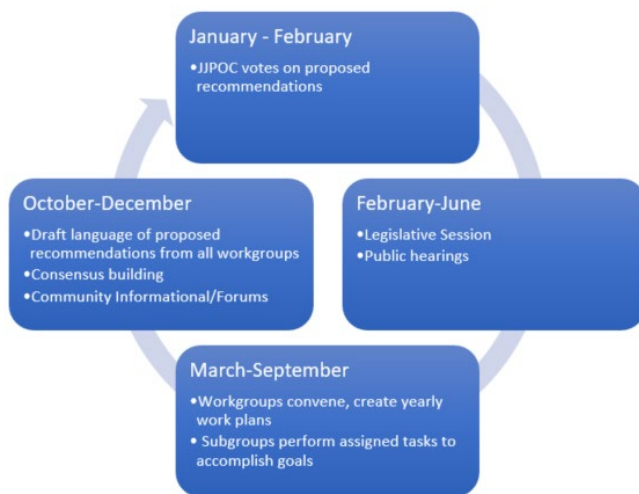 January - February
•JJPOC votes on proposed
recommendations
February-June
•Legislative Session
•Public hearings
March-September
•Workgroups convene, create yearly
work plans
• Subgroups perform assigned tasks to
accomplish goals
October-December
•Draft language of proposed
recommendations from all workgroups
•Consensus building
•Community Informational/Forums